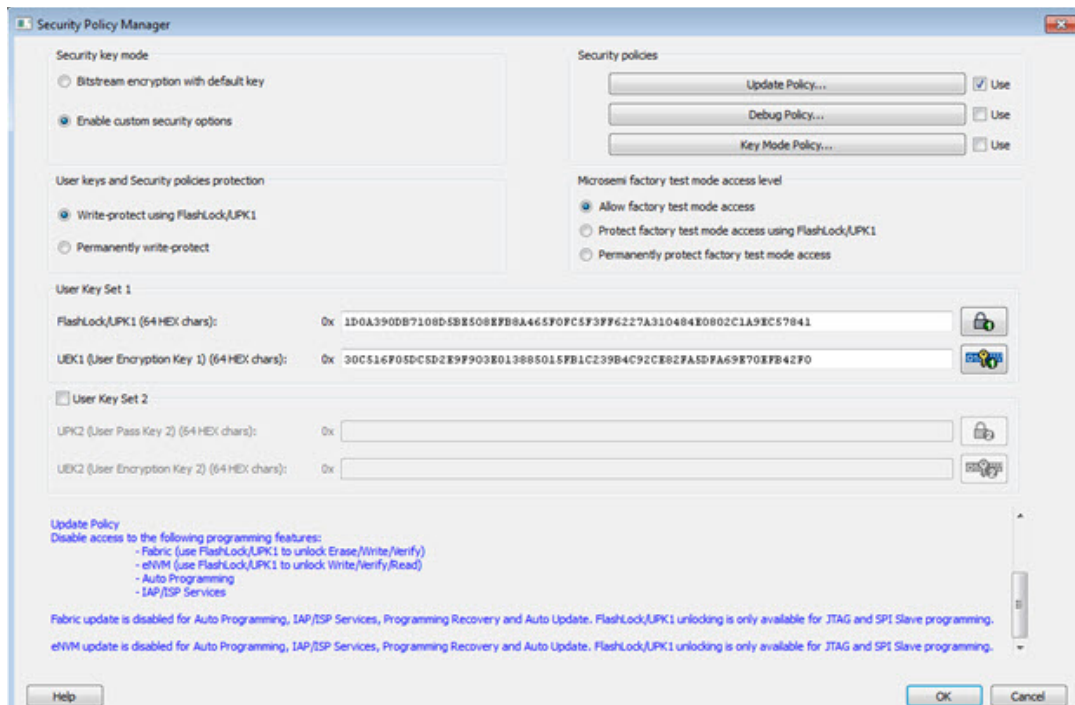 Security Policy Manager
Security key mode
Bitstream encryption with default key
Enable custom security options
Security policies
Update Policy... Use
Debug Policy... Use
Key Mode Policy... Use
User keys and Security policies protection
Write-protect using FlashLock/UPK1
Permanently write-protect
Microsemi factory test mode access level
Allow factory test mode access
Protect factory test mode access using FlashLock/UPK1
Permanently protect factory test mode access
User Key Set 1
FlashLock/UPK1 (64 HEX chars): 0x 1D0A390DB7108D5BE508EFB8A465F0FC5F3FF6227A310484E0802C1A9EC57841
UEK1 (User Encryption Key 1) (64 HEX chars): 0x 30C516F05DC5D2E9F903E013885015FB1C239B4C92CE82FA5DFA69E70EFB42F0
User Key Set 2
UPK2 (User Pass Key 2) (64 HEX chars): 0x
UEK2 (User Encryption Key 2) (64 HEX chars): 0x
Update Policy
Disable access to the following programming features:
- Fabric (use FlashLock/UPK1 to unlock Erase/Write/Verify)
- eNVM (use FlashLock/UPK1 to unlock Write/Verify/Read)
- Auto Programming
- IAP/ISP Services
Fabric update is disabled for Auto Programming, IAP/ISP Services, Programming Recovery and Auto Update. FlashLock/UPK1 unlocking is only available for JTAG and SPI Slave programming.
eNVM update is disabled for Auto Programming, IAP/ISP Services, Programming Recovery and Auto Update. FlashLock/UPK1 unlocking is only available for JTAG and SPI Slave programming.
Help OK Cancel